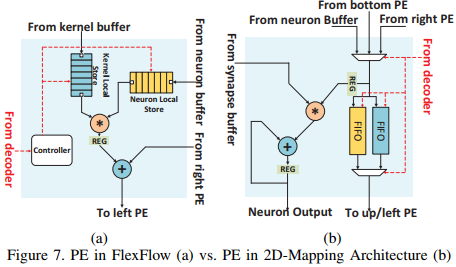 From kernel buffer
Kernel Local
Store
Neuron Local
Store
From neuron buffer
From right PE
*
REG
Controller
+
From decoder
To left PE
(a)
From bottom PE
From neuron Buffer
From right PE
From synapse buffer
REG
From decoder
*
FIFO
FIFO
+
REG
Neuron Output
To up/left PE
(b)
Figure 7. PE in FlexFlow (a) vs. PE in 2D-Mapping Architecture (b)